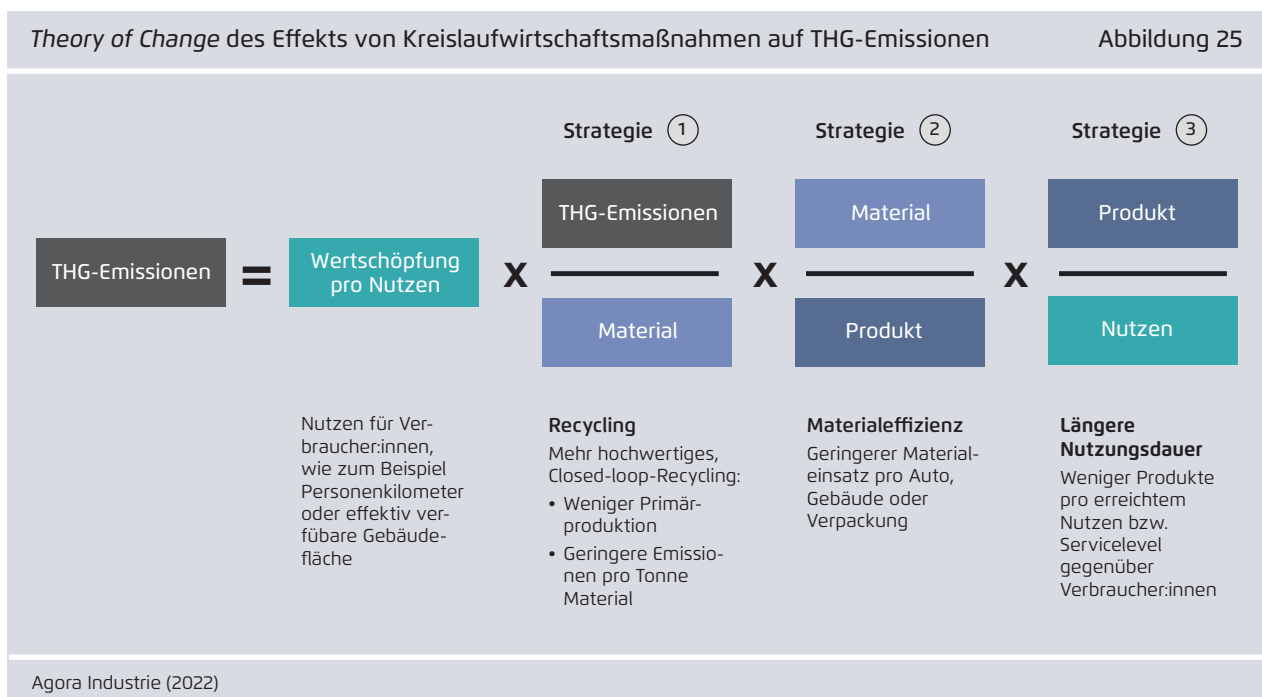 Theory of Change des Effekts von Kreislaufwirtschaftsmaßnahmen auf THG-Emissionen
Abbildung 25
THG-Emissionen
=
Wertschöpfung
pro Nutzen
x
Strategie 1
THG-Emissionen
Material
x
Strategie 2
Material
Produkt
x
Strategie 3
Produkt
Nutzen
Nutzen für Ver-
braucher:innen,
wie zum Beispiel
Personenkilometer
oder effektiv ver-
fübare Gebäude-
fläche
Recycling
Mehr hochwertiges,
Closed-loop-Recycling:
• Weniger Primär-
produktion
• Geringere Emissio-
nen pro Tonne
Material
Materialeffizienz
Geringerer Material-
einsatz pro Auto,
Gebäude oder
Verpackung
Längere
Nutzungsdauer
Weniger Produkte
pro erreichtem
Nutzen bzw.
Servicelevel
gegenüber
Verbraucher:innen
Agora Industrie (2022)